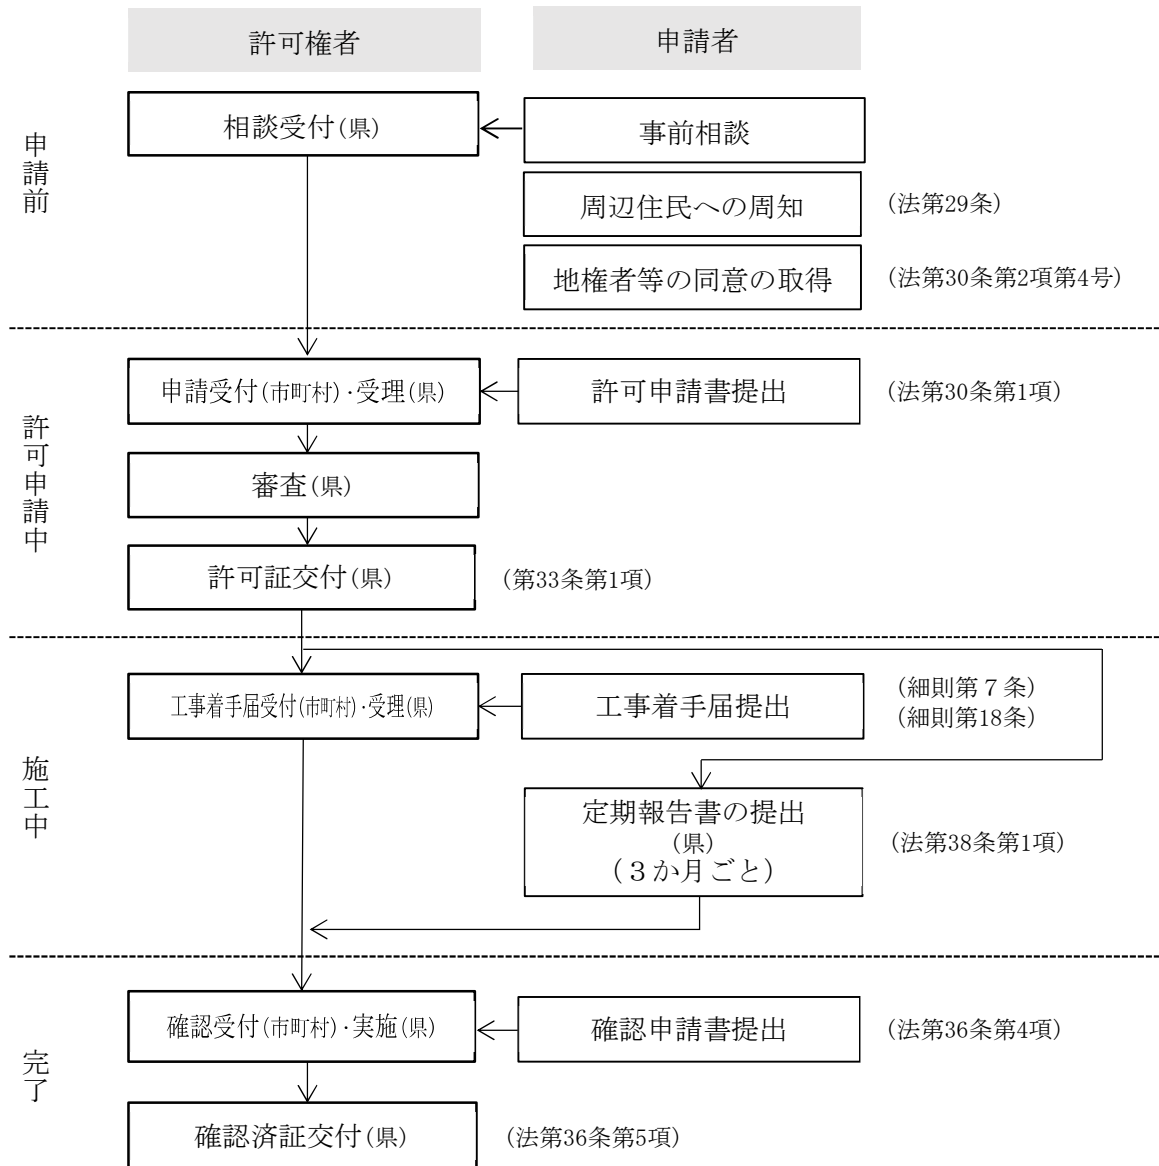 許可権者
申請者
申請前
相談受付(県)
事前相談
周辺住民への周知
(法第29条)
地権者等の同意の取得
(法第30条第2項第4号)
許可申請中
申請受付(市町村)・受理(県)
許可申請書提出
(法第30条第1項)
審査(県)
許可証交付(県)
(第33条第1項)
施工中
工事着手届受付(市町村)・受理(県)
工事着手届提出
(細則第７条)
(細則第18条)
定期報告書の提出
(県)
(３か月ごと)
(法第38条第1項)
完了
確認受付(市町村)・実施(県)
確認申請書提出
(法第36条第4項)
確認済証交付(県)
(法第36条第5項)